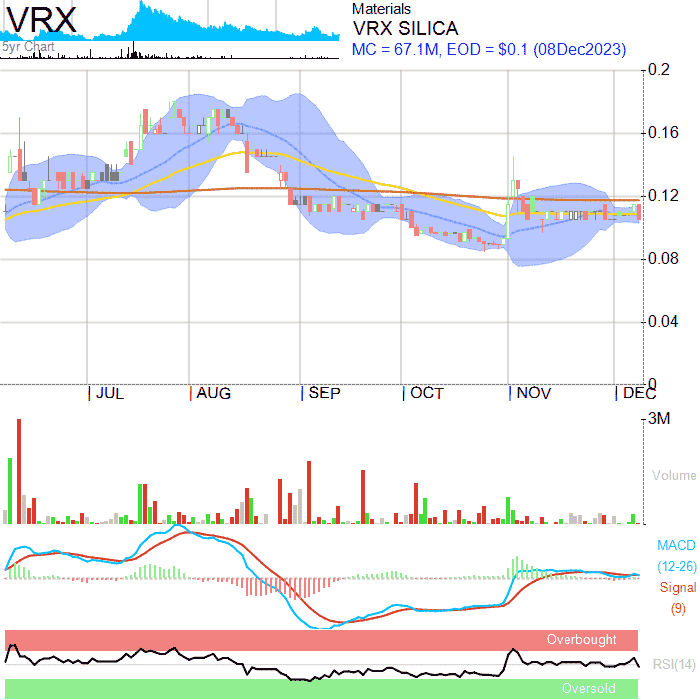 VRX
5yr Chart
Materials
VRX SILICA
MC = 67.1M, EOD = $0.1 (08Dec2023)
0.2
0.16
0.12
0.08
0.04
0
JUL AUG SEP OCT NOV DEC
3M
Volume
MACD
(12-26)
Signal
(9)
Overbought
RSI(14)
Oversold